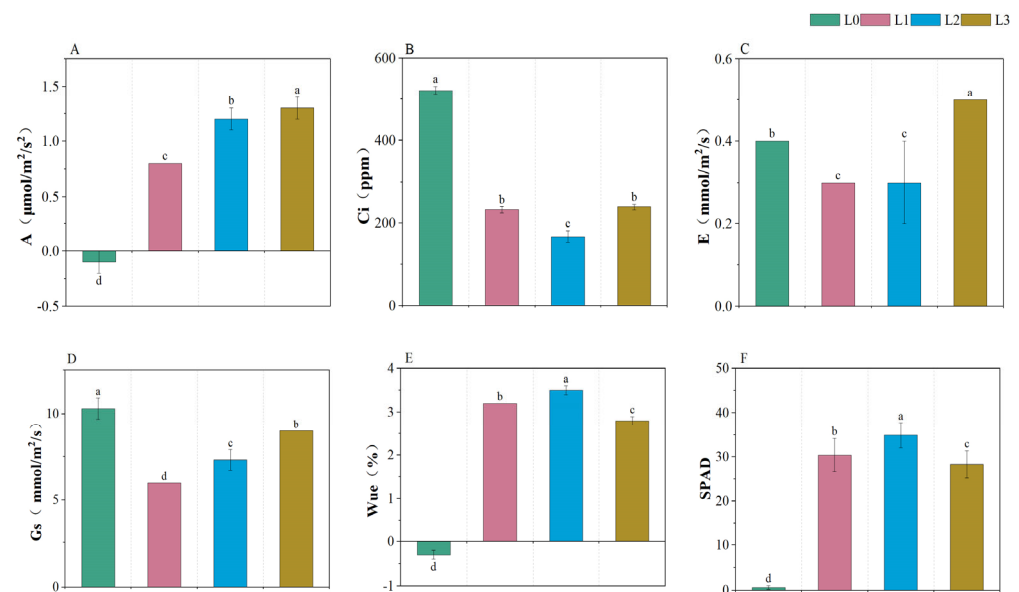 L0 L1 L2 L3
A
A（μmol/m²/s²）
1.5
1.0
0.5
0.0
-0.5
d
c
b
a
B
Ci（ppm）
600
400
200
0
a
b
c
b
C
E（mmol/m²/s）
0.6
0.4
0.2
0.0
b
c
c
a
D
Gs（ mmol/m²/s）
10
5
0
a
d
c
b
E
Wue（%）
4
3
2
1
0
-1
d
b
a
c
F
SPAD
50
40
30
20
10
0
d
b
a
c